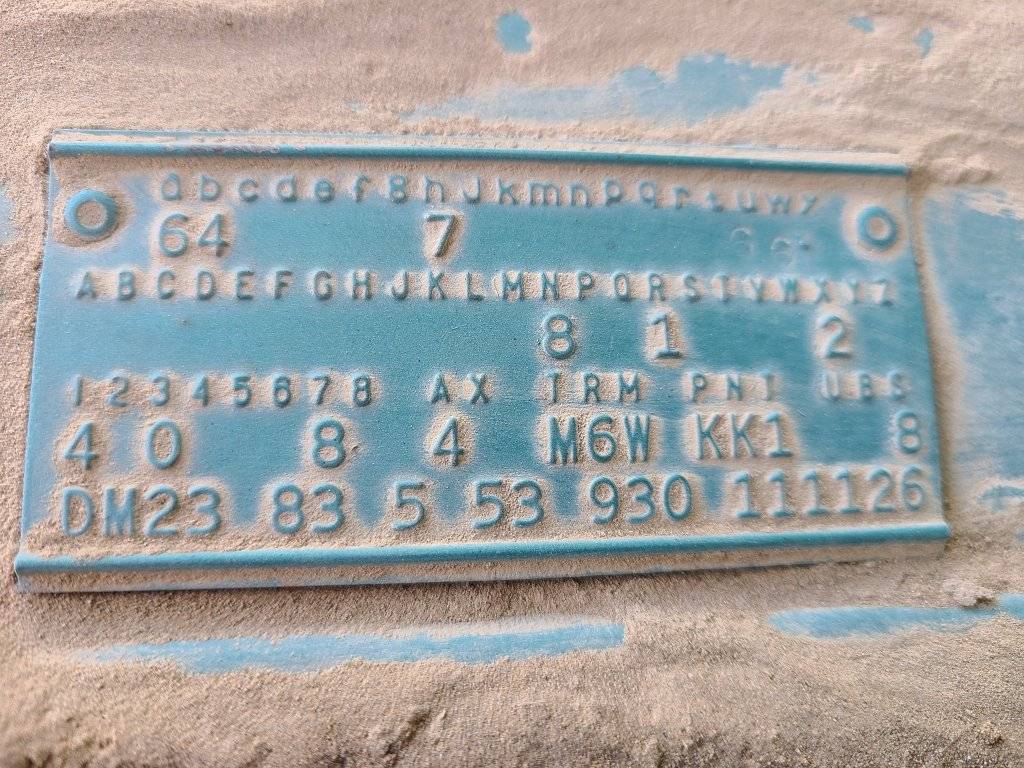 abcdefghJkmnpqrtuwy
64 7
ABCDEFGHJKLMNPQRSTVWXYZ
8 1 2
12345678 AX TRM PNT UBS
4 0 8 4 M6W KK1 8
DM23 83 5 53 930 111126